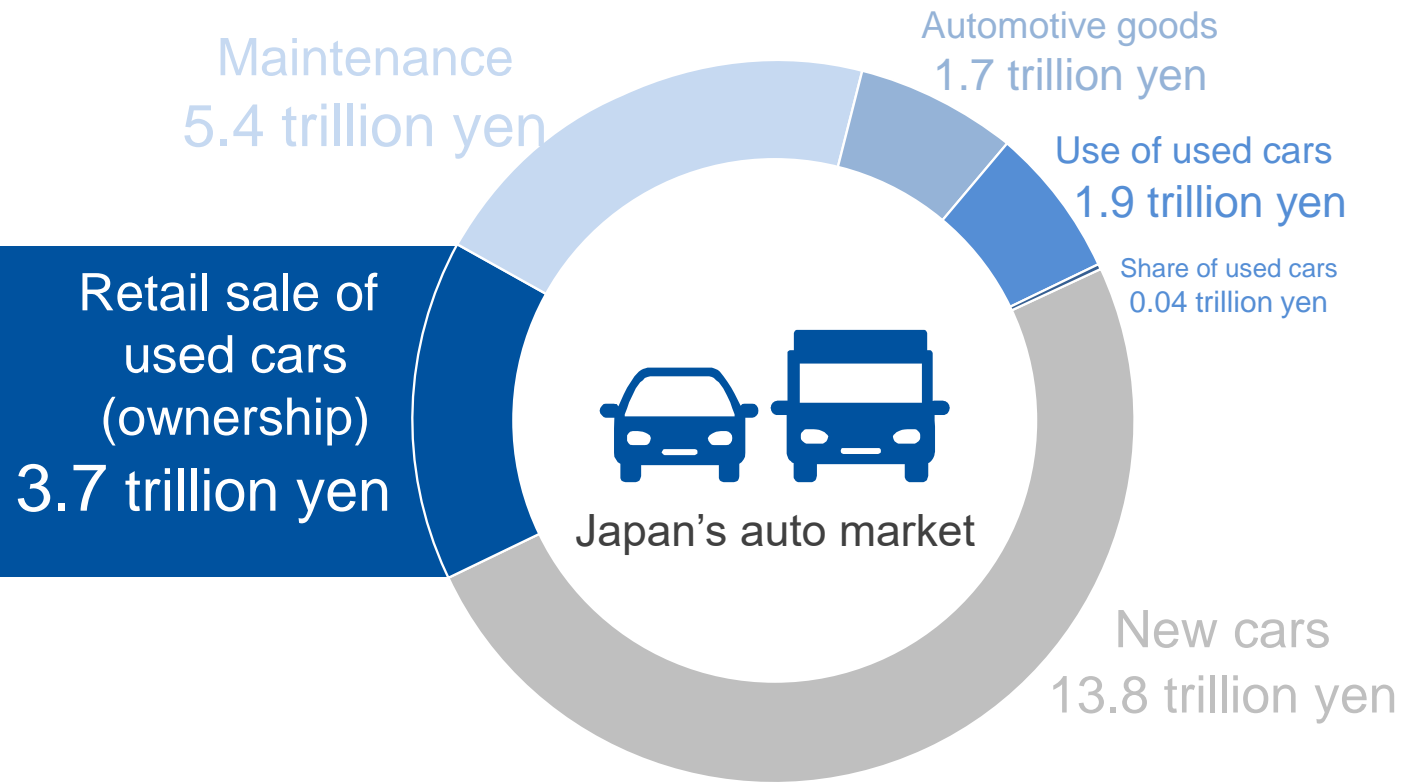 Maintenance
5.4 trillion yen
Automotive goods
1.7 trillion yen
Use of used cars
1.9 trillion yen
Share of used cars
0.04 trillion yen
Retail sale of
used cars
(ownership)
3.7 trillion yen
Japan’s auto market
New cars
13.8 trillion yen